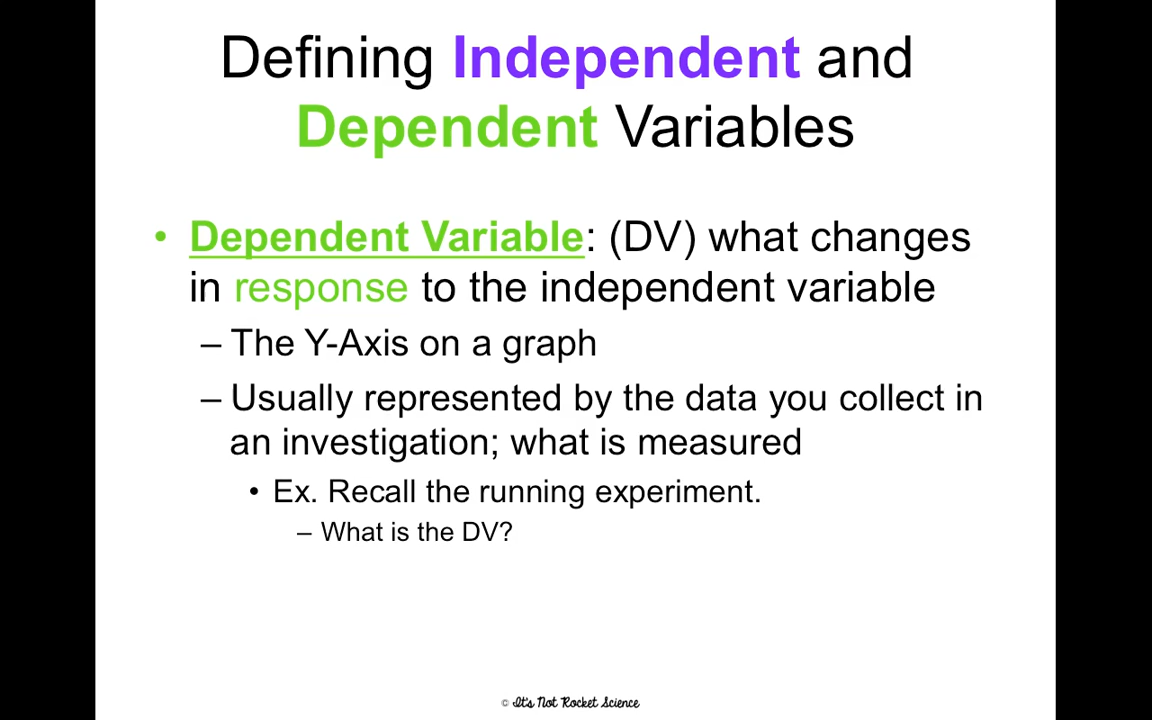 Defining Independent and
Dependent Variables
• Dependent Variable: (DV) what changes
in response to the independent variable
– The Y-Axis on a graph
– Usually represented by the data you collect in
an investigation; what is measured
• Ex. Recall the running experiment.
– What is the DV?
© It's Not Rocket Science